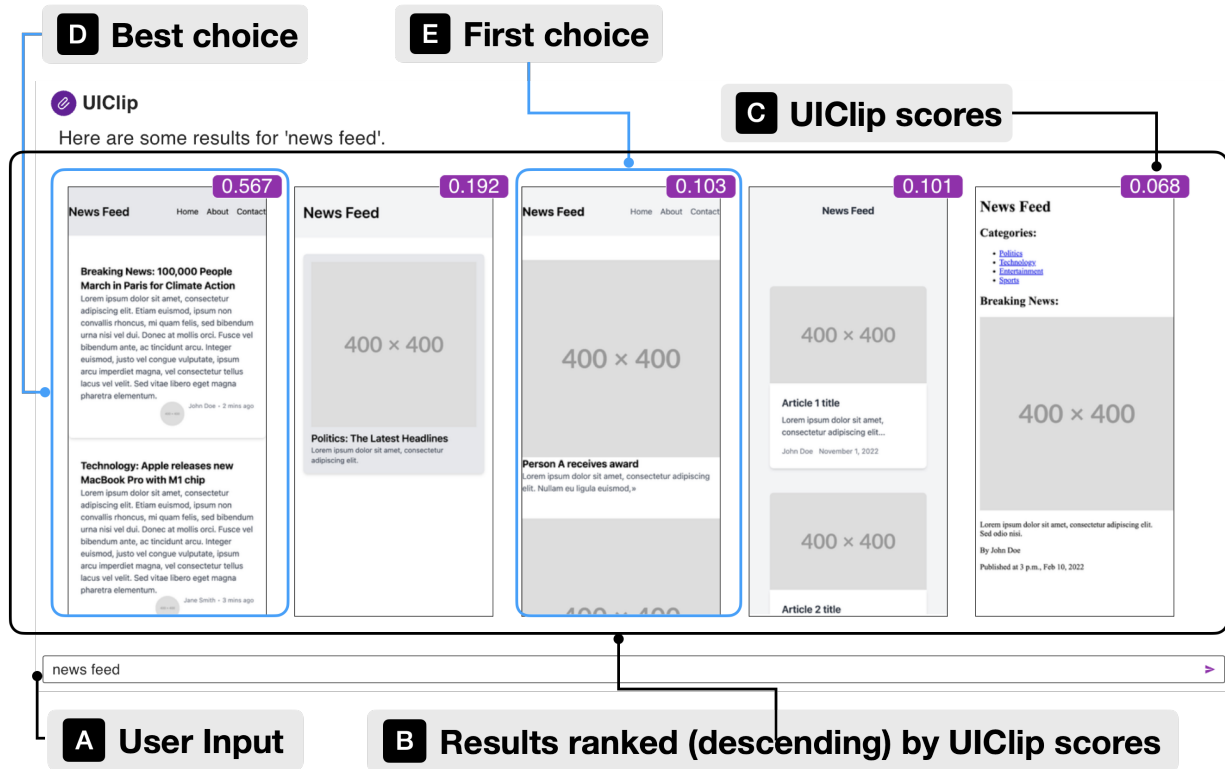 D Best choice
E First choice
UIClip
C UIClip scores
Here are some results for 'news feed'.
0.567
News Feed Home About Contact
Breaking News: 100,000 People
March in Paris for Climate Action
Lorem ipsum dolor sit amet, consectetur
adipiscing elit. Etiam euismod, ipsum non
convallis rhoncus, mi quam felis, sed bibendum
urna nisi vel dui. Donec at mollis orci. Fusce vel
bibendum ante, ac tincidunt arcu. Integer
euismod, justo vel congue vulputate, ipsum
arcu imperdiet magna, vel consectetur tellus
lacus vel velit. Sed vitae libero eget magna
pharetra elementum.
John Doe - 2 mins ago
Technology: Apple releases new
MacBook Pro with M1 chip
Lorem ipsum dolor sit amet, consectetur
adipiscing elit. Etiam euismod, ipsum non
convallis rhoncus, mi quam felis, sed bibendum
urna nisi vel dui. Donec at mollis orci. Fusce vel
bibendum ante, ac tincidunt arcu. Integer
euismod, justo vel congue vulputate, ipsum
arcu imperdiet magna, vel consectetur tellus
lacus vel velit. Sed vitae libero eget magna
pharetra elementum.
Jane Smith - 3 mins ago
0.192
News Feed
400 × 400
Politics: The Latest Headlines
Lorem ipsum dolor sit amet, consectetur
adipiscing elit.
0.103
News Feed Home About Contact
400 × 400
Person A receives award
Lorem ipsum dolor sit amet, consectetur adipiscing
elit. Nullam eu ligula euismod,»
400 × 400
0.101
News Feed
400 × 400
Article 1 title
Lorem ipsum dolor sit amet,
consectetur adipiscing elit...
John Doe November 1, 2022
400 × 400
Article 2 title
0.068
News Feed
Categories:
• Politics
• Technology
• Entertainment
• Sports
Breaking News:
400 × 400
Lorem ipsum dolor sit amet, consectetur adipiscing elit.
Sed odio nisi.
By John Doe
Published at 3 p.m., Feb 10, 2022
news feed
A User Input
B Results ranked (descending) by UIClip scores